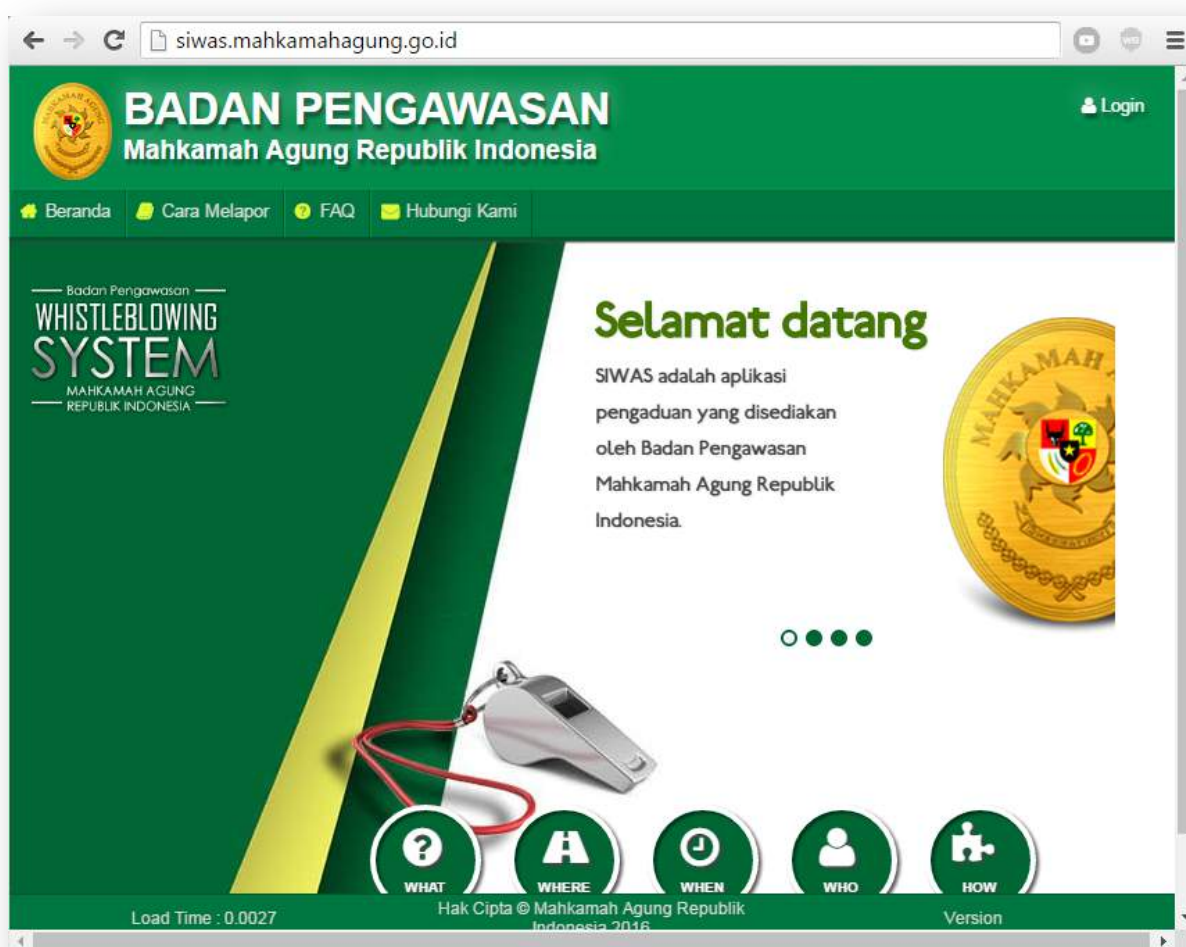 siwas.mahkamahagung.go.id
BADAN PENGAWASAN
Mahkamah Agung Republik Indonesia
Login
Beranda
Cara Melapor
FAQ
Hubungi Kami
Badan Pengawasan
WHISTLEBLOWING
SYSTEM
MAHKAMAH AGUNG
REPUBLIK INDONESIA
Selamat datang
SIWAS adalah aplikasi
pengaduan yang disediakan
oleh Badan Pengawasan
Mahkamah Agung Republik
Indonesia.
MAHKAMAH A
WHAT
WHERE
WHEN
WHO
HOW
Load Time : 0.0027
Hak Cipta © Mahkamah Agung Republik
Indonesia 2016
Version